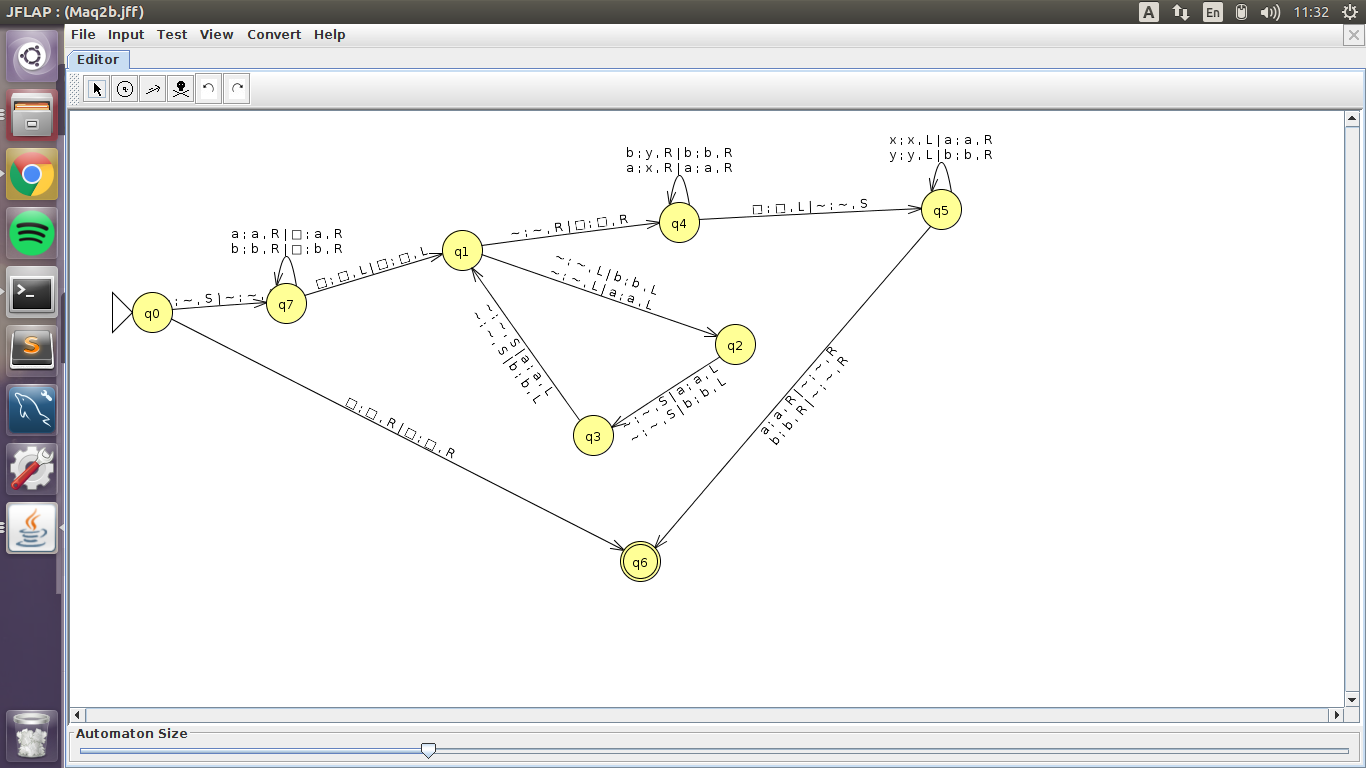 JFLAP : (Maq2b.jff)
A
En
11:32
File Input Test View Convert Help
Editor
x;x,L|a;a,R
y;y,L|b;b,R
b;y,R|b;b,R
a;x,R|a;a,R
□;□,L|~;~,S
q5
q4
~;~,R|□;□,R
a;a,R|□;a,R
b;b,R|□;b,R
q1
□;□,L|□;□,L
~;~,L|b;b,L
~;~,L|a;a,L
;~,S|~;~,
q7
q0
~;~,S|a;a,L
~;~,S|b;b,L
q2
~;~,S|a;a,L
~;~,S|b;b,L
a;a,R|~;~,R
b;b,R|~;~,R
□;□,R|□;□,R
q3
q6
Automaton Size